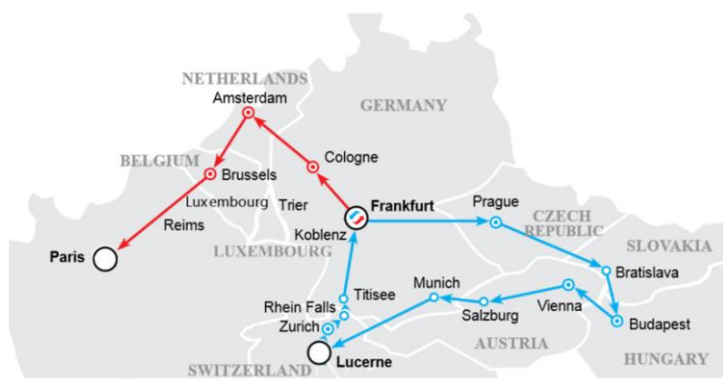 NETHERLANDS
Amsterdam
GERMANY
BELGIUM
Brussels
Cologne
Luxembourg
Trier
Reims
Frankfurt
Koblenz
Prague
CZECH
REPUBLIC
SLOVAKIA
LUXEMBOURG
Paris
Bratislava
Titisee
Munich
Rhein Falls
Vienna
Salzburg
Zurich
Budapest
AUSTRIA
HUNGARY
SWITZERLAND
Lucerne